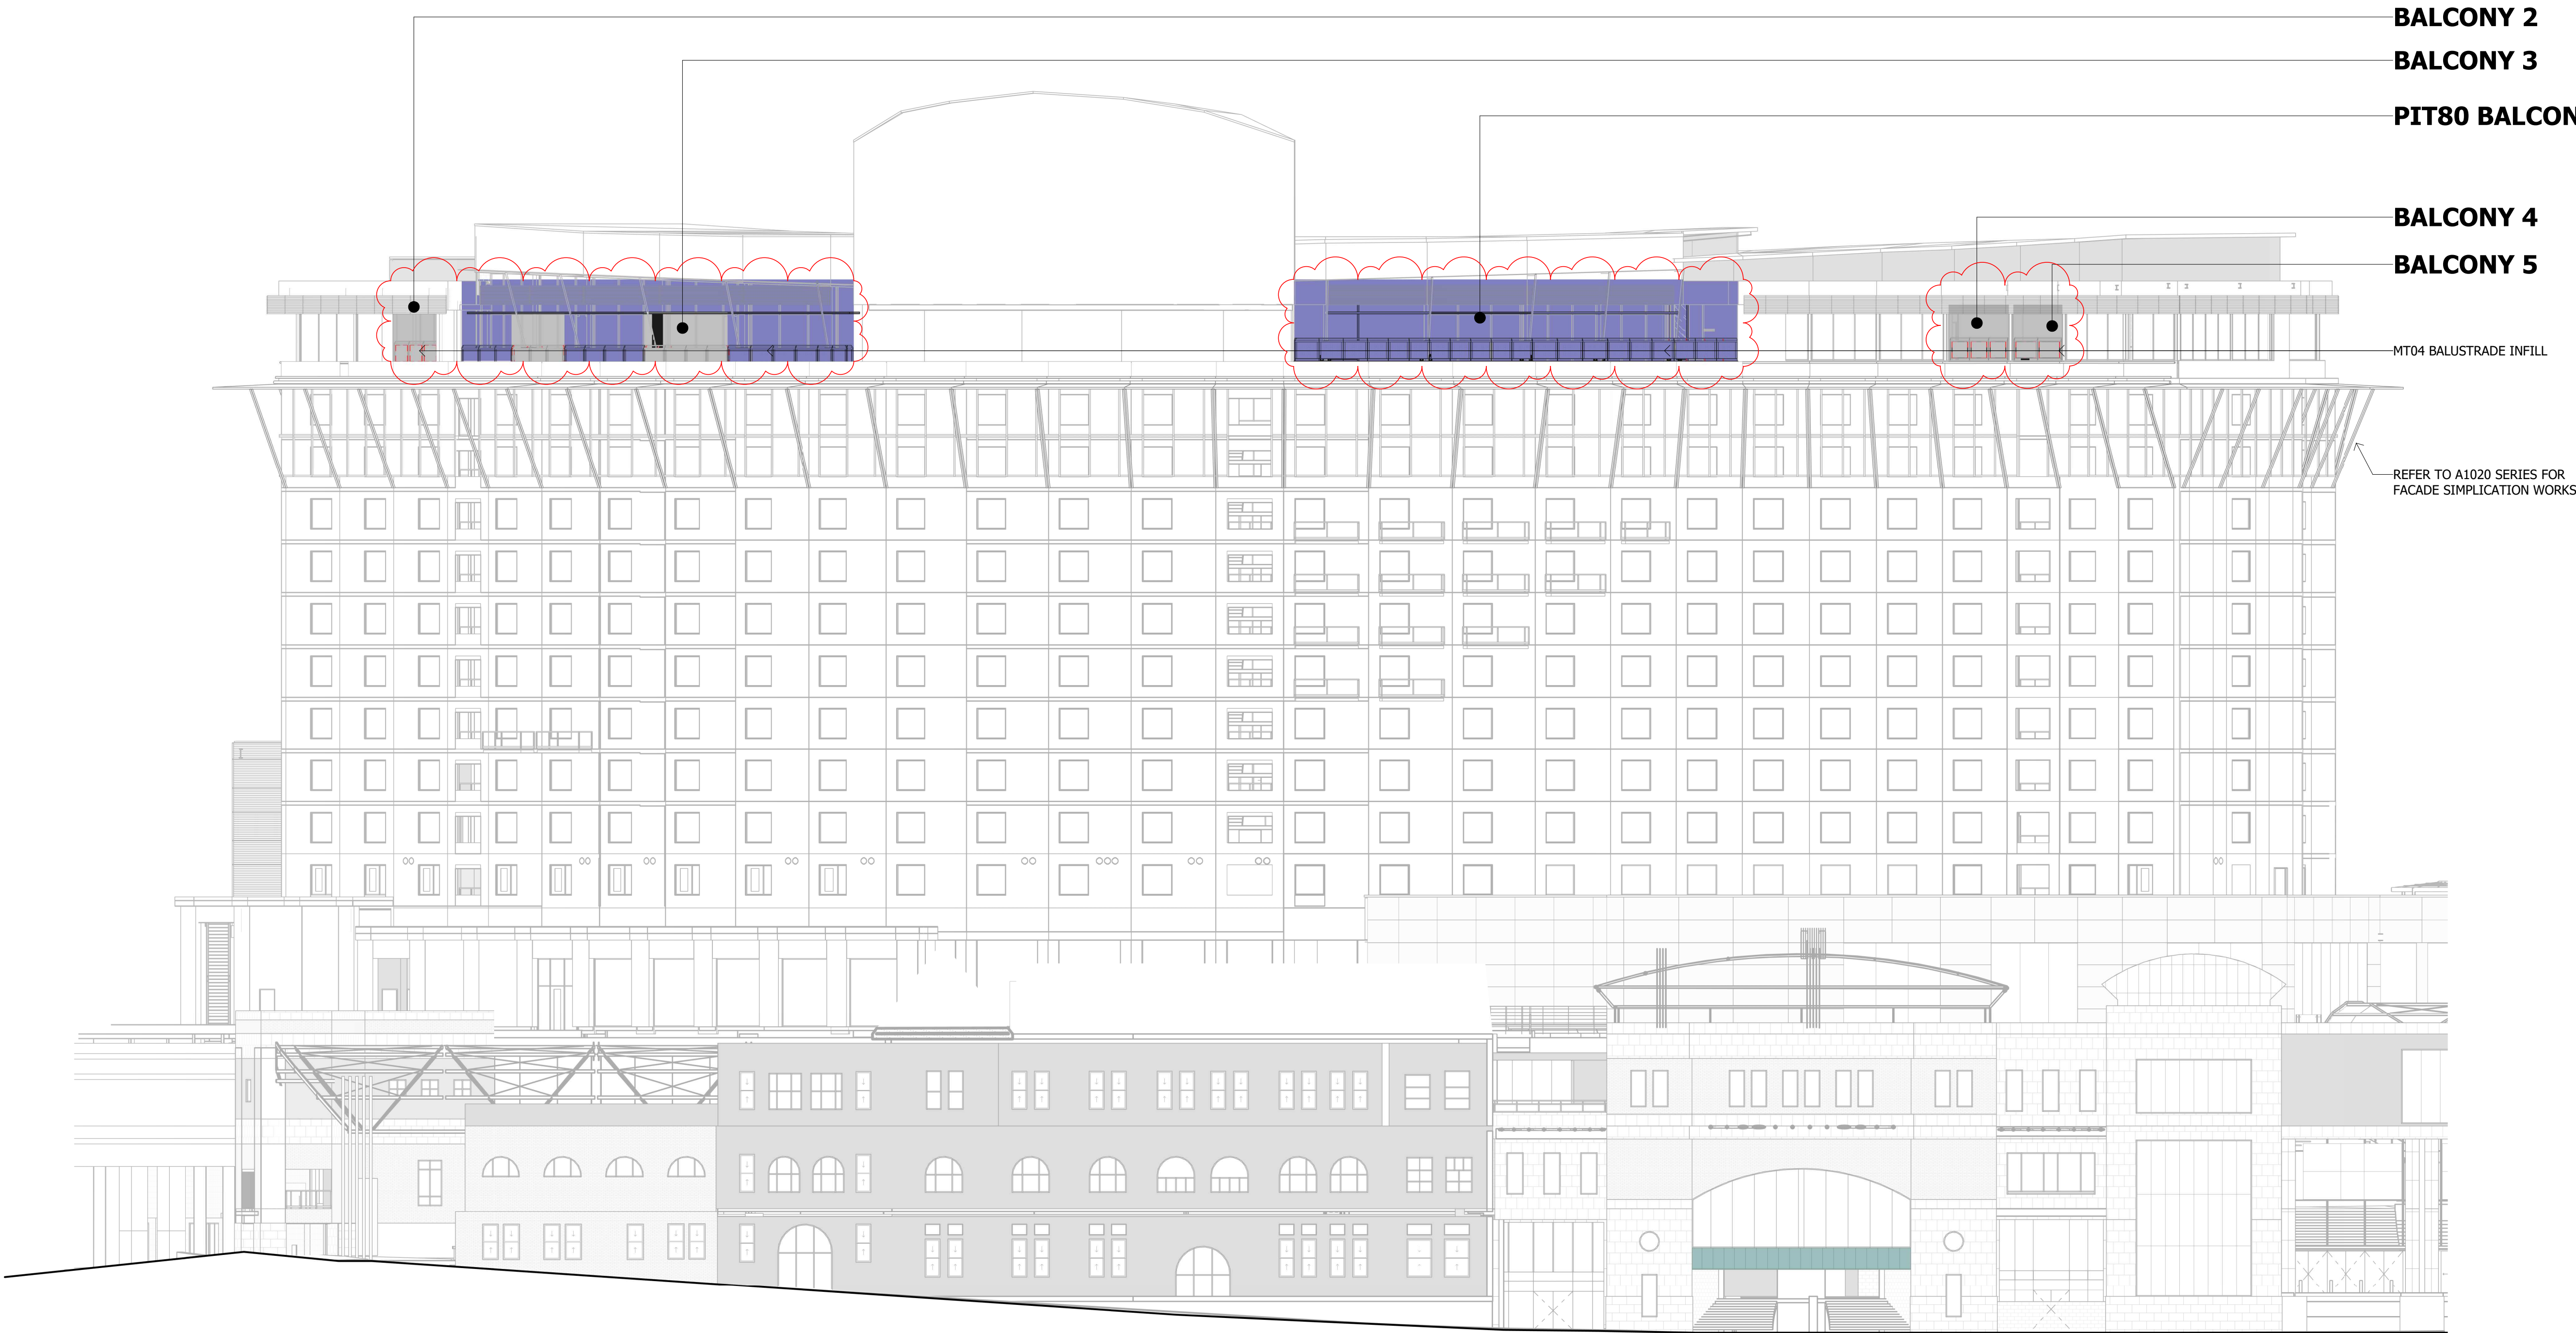 BALCONY 2
BALCONY 3
PIT80 BALCON
BALCONY 4
BALCONY 5
MT04 BALUSTRADE INFILL
REFER TO A1020 SERIES FOR
FACADE SIMPLICATION WORKS